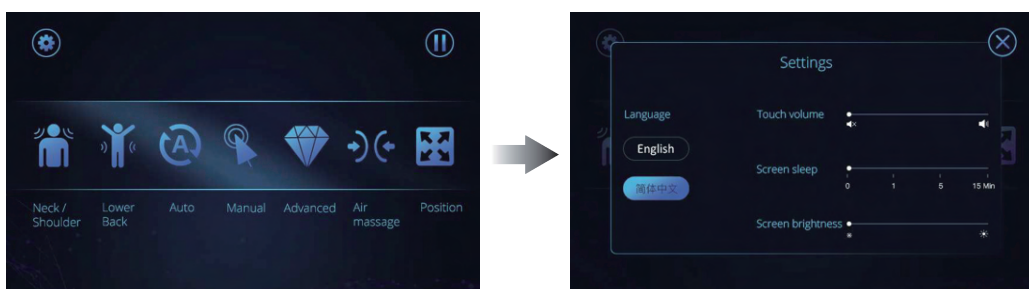 A
Neck /
Shoulder
Lower
Back
Auto
Manual
Advanced
Air
massage
Position
Settings
Language
English
简体中文
Touch volume
Screen sleep
0 1 5 15 Min
Screen brightness